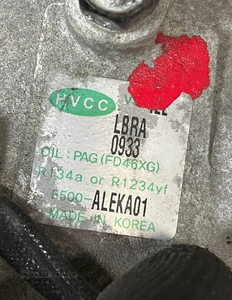 HVCC
LBRA
0933
OIL : PAG (FD46XG)
R134a or R1234yf
F500-ALEKA01
MADE IN KOREA